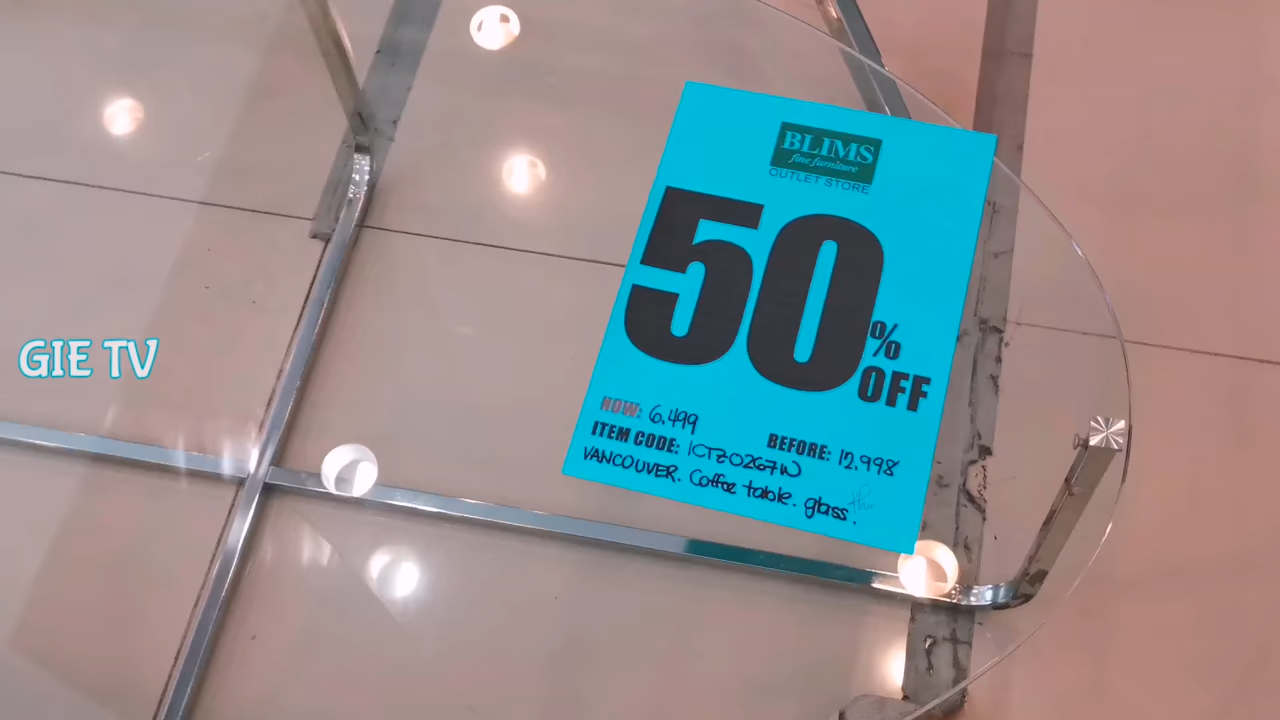 BLIMS
fine furniture
OUTLET STORE
50% OFF
NOW: 6.499
BEFORE: 12,998
ITEM CODE: 1CTZ0267W
VANCOUVER. Coffee table. glass.
GIE TV